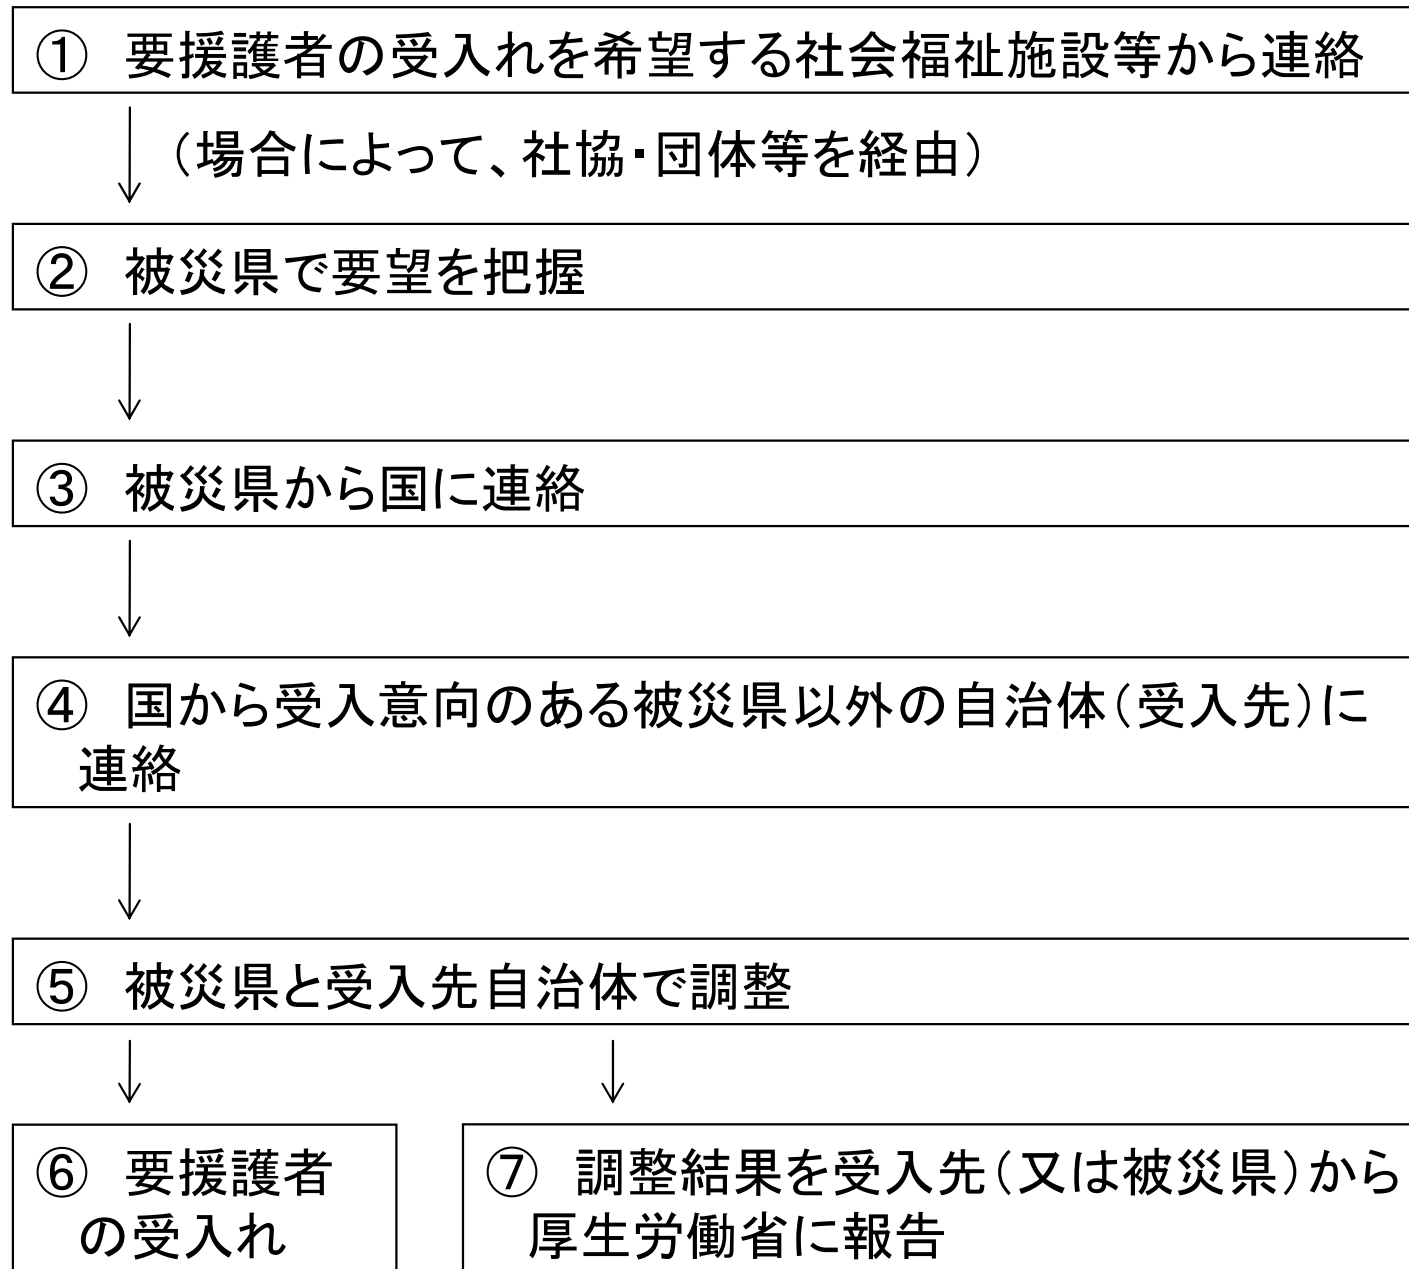 ① 要援護者の受入れを希望する社会福祉施設等から連絡
（場合によって、社協・団体等を経由）
② 被災県で要望を把握
③ 被災県から国に連絡
④ 国から受入意向のある被災県以外の自治体（受入先）に
連絡
⑤ 被災県と受入先自治体で調整
⑥ 要援護者
の受入れ
⑦ 調整結果を受入先（又は被災県）から
厚生労働省に報告